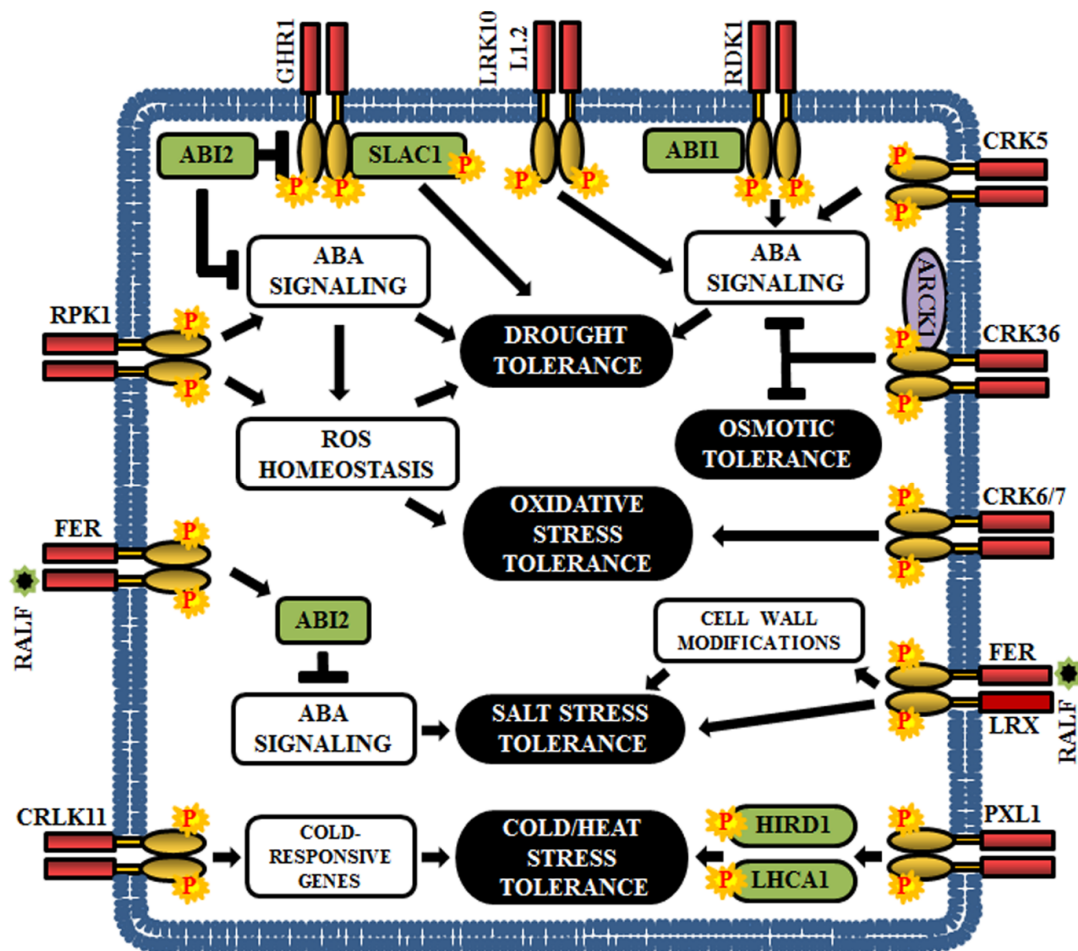 GHR1
LRK10
L1.2
RDK1
ABI2
SLAC1
P
P
P
P
P
ABI1
P
P
CRK5
P
P
ABA
SIGNALING
ABA
SIGNALING
ARCK1
RPK1
P
P
DROUGHT
TOLERANCE
CRK36
P
P
ROS
HOMEOSTASIS
OSMOTIC
TOLERANCE
OXIDATIVE
STRESS
TOLERANCE
CRK6/7
P
P
FER
P
P
RALF
ABI2
CELL WALL
MODIFICATIONS
FER
P
P
LRX
RALF
ABA
SIGNALING
SALT STRESS
TOLERANCE
CRLK11
P
P
COLD-
RESPONSIVE
GENES
COLD/HEAT
STRESS
TOLERANCE
P
HIRD1
P
LHCA1
PXL1
P
P